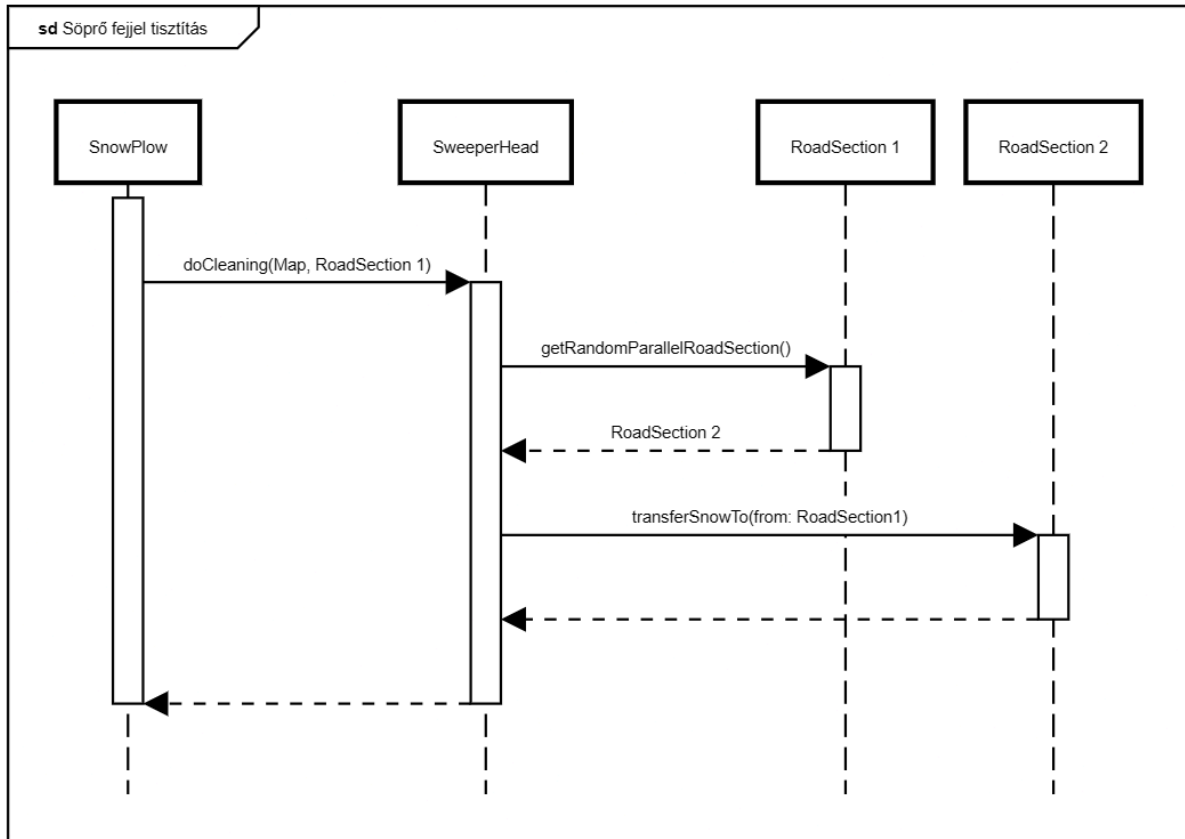 sd Söprő fejjel tisztítás
SnowPlow
SweeperHead
RoadSection 1
RoadSection 2
doCleaning(Map, RoadSection 1)
getRandomParallelRoadSection()
RoadSection 2
transferSnowTo(from: RoadSection1)